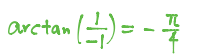 arctan(1/-1) = - π/4